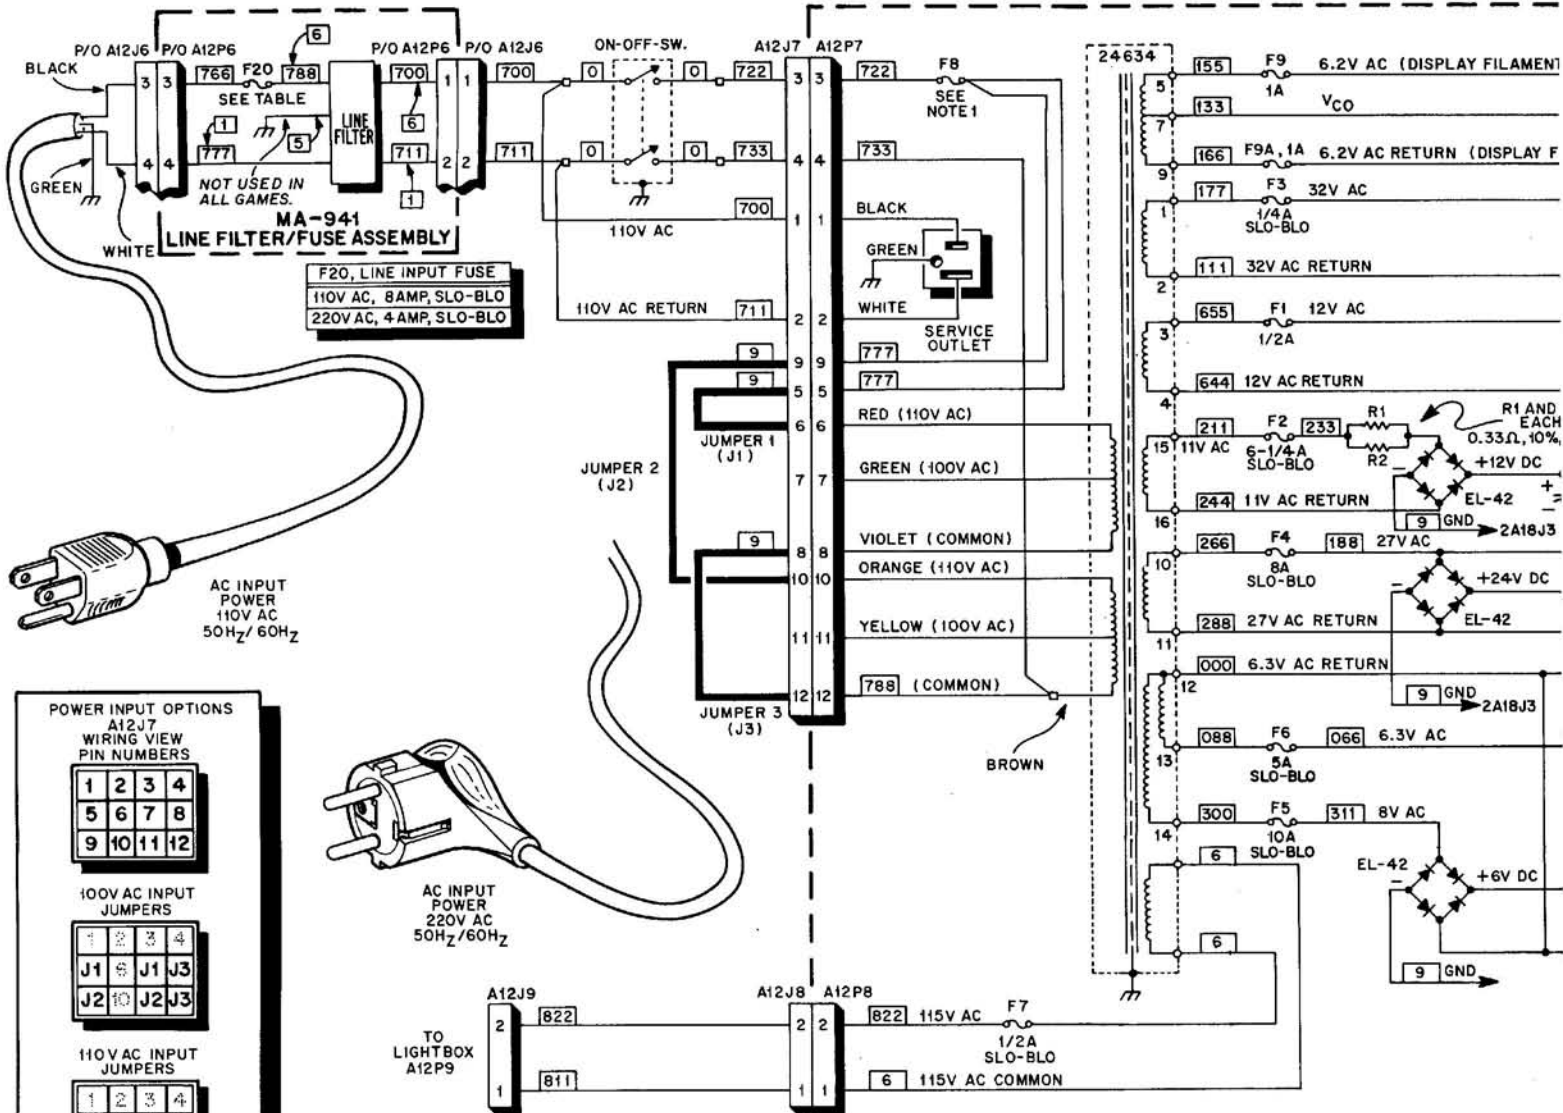 P/O A12J6
P/O A12P6
6
P/O A12P6
P/O A12J6
ON-OFF-SW.
A12J7
A12P7
24634
BLACK
3
3
766
F20
788
700
1
1
700
0
0
722
3
3
722
F8
SEE TABLE
SEE
NOTE 1
1
5
LINE
FILTER
6
4
4
777
711
2
2
711
0
0
733
4
4
733
GREEN
NOT USED IN
ALL GAMES.
1
MA-941
LINE FILTER/FUSE ASSEMBLY
WHITE
700
1
1
BLACK
110V AC
GREEN
F20, LINE INPUT FUSE
110V AC, 8AMP, SLO-BLO
220V AC, 4AMP, SLO-BLO
110V AC RETURN
711
2
2
WHITE
SERVICE
OUTLET
9
9
9
777
9
5
5
777
6
6
RED (110V AC)
JUMPER 1
(J1)
JUMPER 2
(J2)
7
7
GREEN (100V AC)
9
8
8
VIOLET (COMMON)
10
10
ORANGE (110V AC)
11
11
YELLOW (100V AC)
12
12
788
(COMMON)
JUMPER 3
(J3)
BROWN
5
155
F9
1A
6.2V AC (DISPLAY FILAMENT
7
133
VCO
9
166
F9A, 1A
6.2V AC RETURN (DISPLAY F
1
177
F3
32V AC
1/4A
SLO-BLO
2
111
32V AC RETURN
3
655
F1
12V AC
1/2A
4
644
12V AC RETURN
15
211
11V AC
F2
6-1/4A
SLO-BLO
233
R1
R2
R1 AND
EACH
0.33Ω, 10%,
+12V DC
–
+
–
EL-42
16
244
11V AC RETURN
9
GND
2A18J3
10
266
F4
8A
SLO-BLO
188
27V AC
–
+24V DC
EL-42
11
288
27V AC RETURN
12
000
6.3V AC RETURN
9
GND
2A18J3
13
088
F6
5A
SLO-BLO
066
6.3V AC
14
300
F5
10A
SLO-BLO
311
8V AC
6
EL-42
–
+6V DC
6
9
GND
AC INPUT
POWER
110V AC
50HZ/60HZ
AC INPUT
POWER
220V AC
50HZ/60HZ
POWER INPUT OPTIONS
A12J7
WIRING VIEW
PIN NUMBERS
1 2 3 4
5 6 7 8
9 10 11 12
100V AC INPUT
JUMPERS
1 2 3 4
J1 6 J1 J3
J2 10 J2 J3
110V AC INPUT
JUMPERS
1 2 3 4
A12J9
A12J8
A12P8
TO
LIGHTBOX
A12P9
2
822
2
2
822
115V AC
F7
1/2A
SLO-BLO
1
811
1
1
6
115V AC COMMON